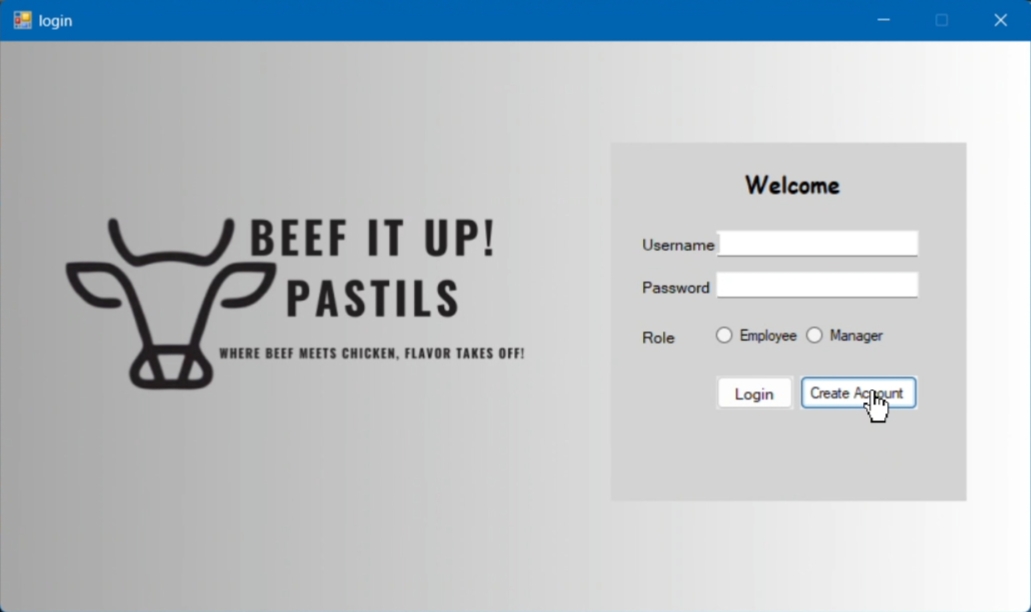 login
BEEF IT UP!
PASTILS
WHERE BEEF MEETS CHICKEN, FLAVOR TAKES OFF!
Welcome
Username
Password
Role Employee Manager
Login Create Account